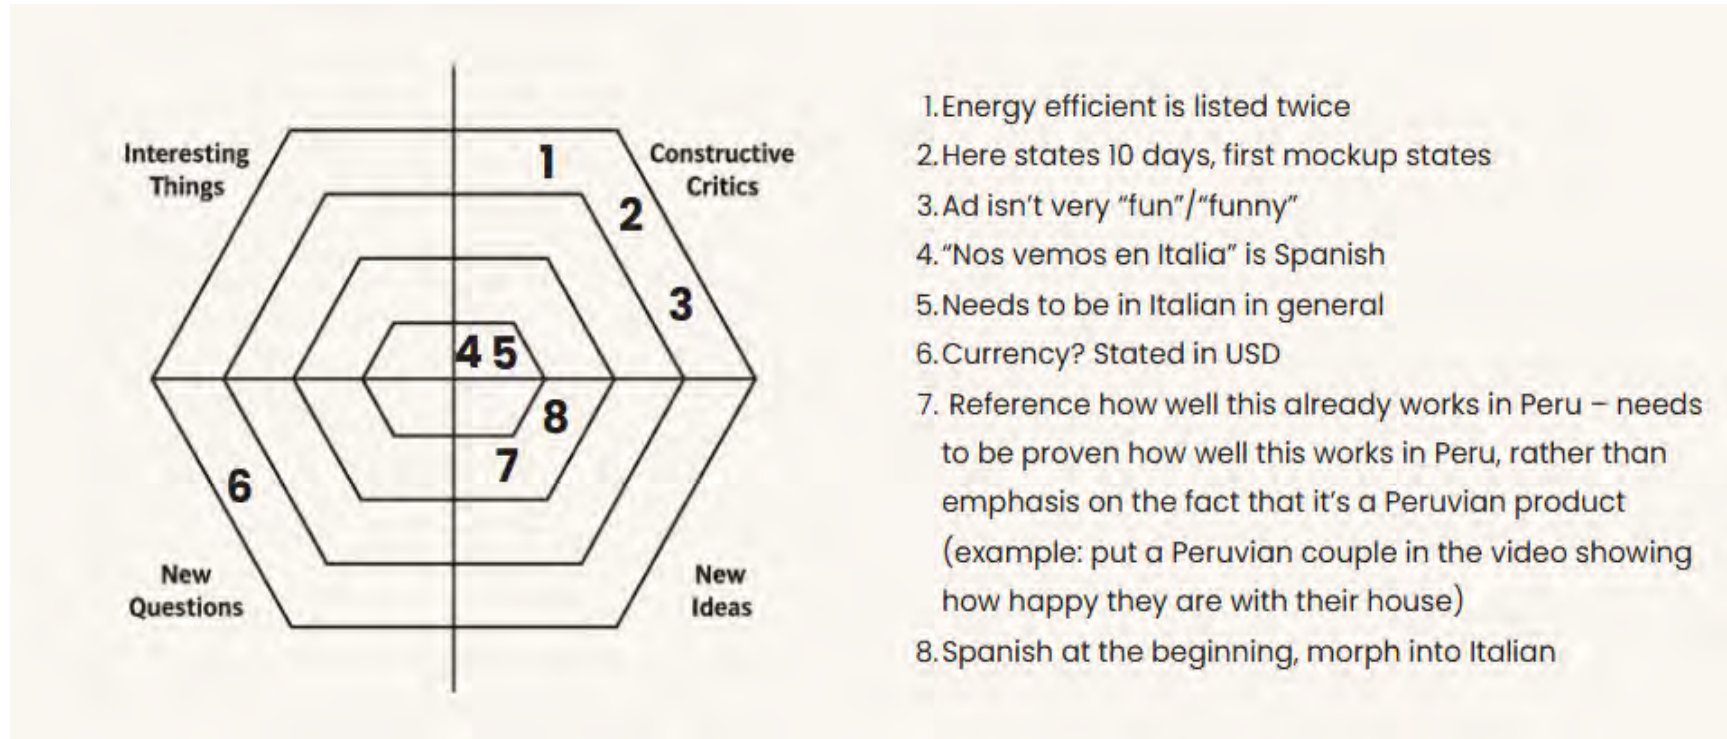 Interesting
Things
Constructive
Critics
1
2
3
4 5
8
7
6
New
Questions
New
Ideas
1. Energy efficient is listed twice
2. Here states 10 days, first mockup states
3. Ad isn't very “fun”/“funny”
4. “Nos vemos en Italia” is Spanish
5. Needs to be in Italian in general
6. Currency? Stated in USD
7. Reference how well this already works in Peru – needs
to be proven how well this works in Peru, rather than
emphasis on the fact that it's a Peruvian product
(example: put a Peruvian couple in the video showing
how happy they are with their house)
8. Spanish at the beginning, morph into Italian